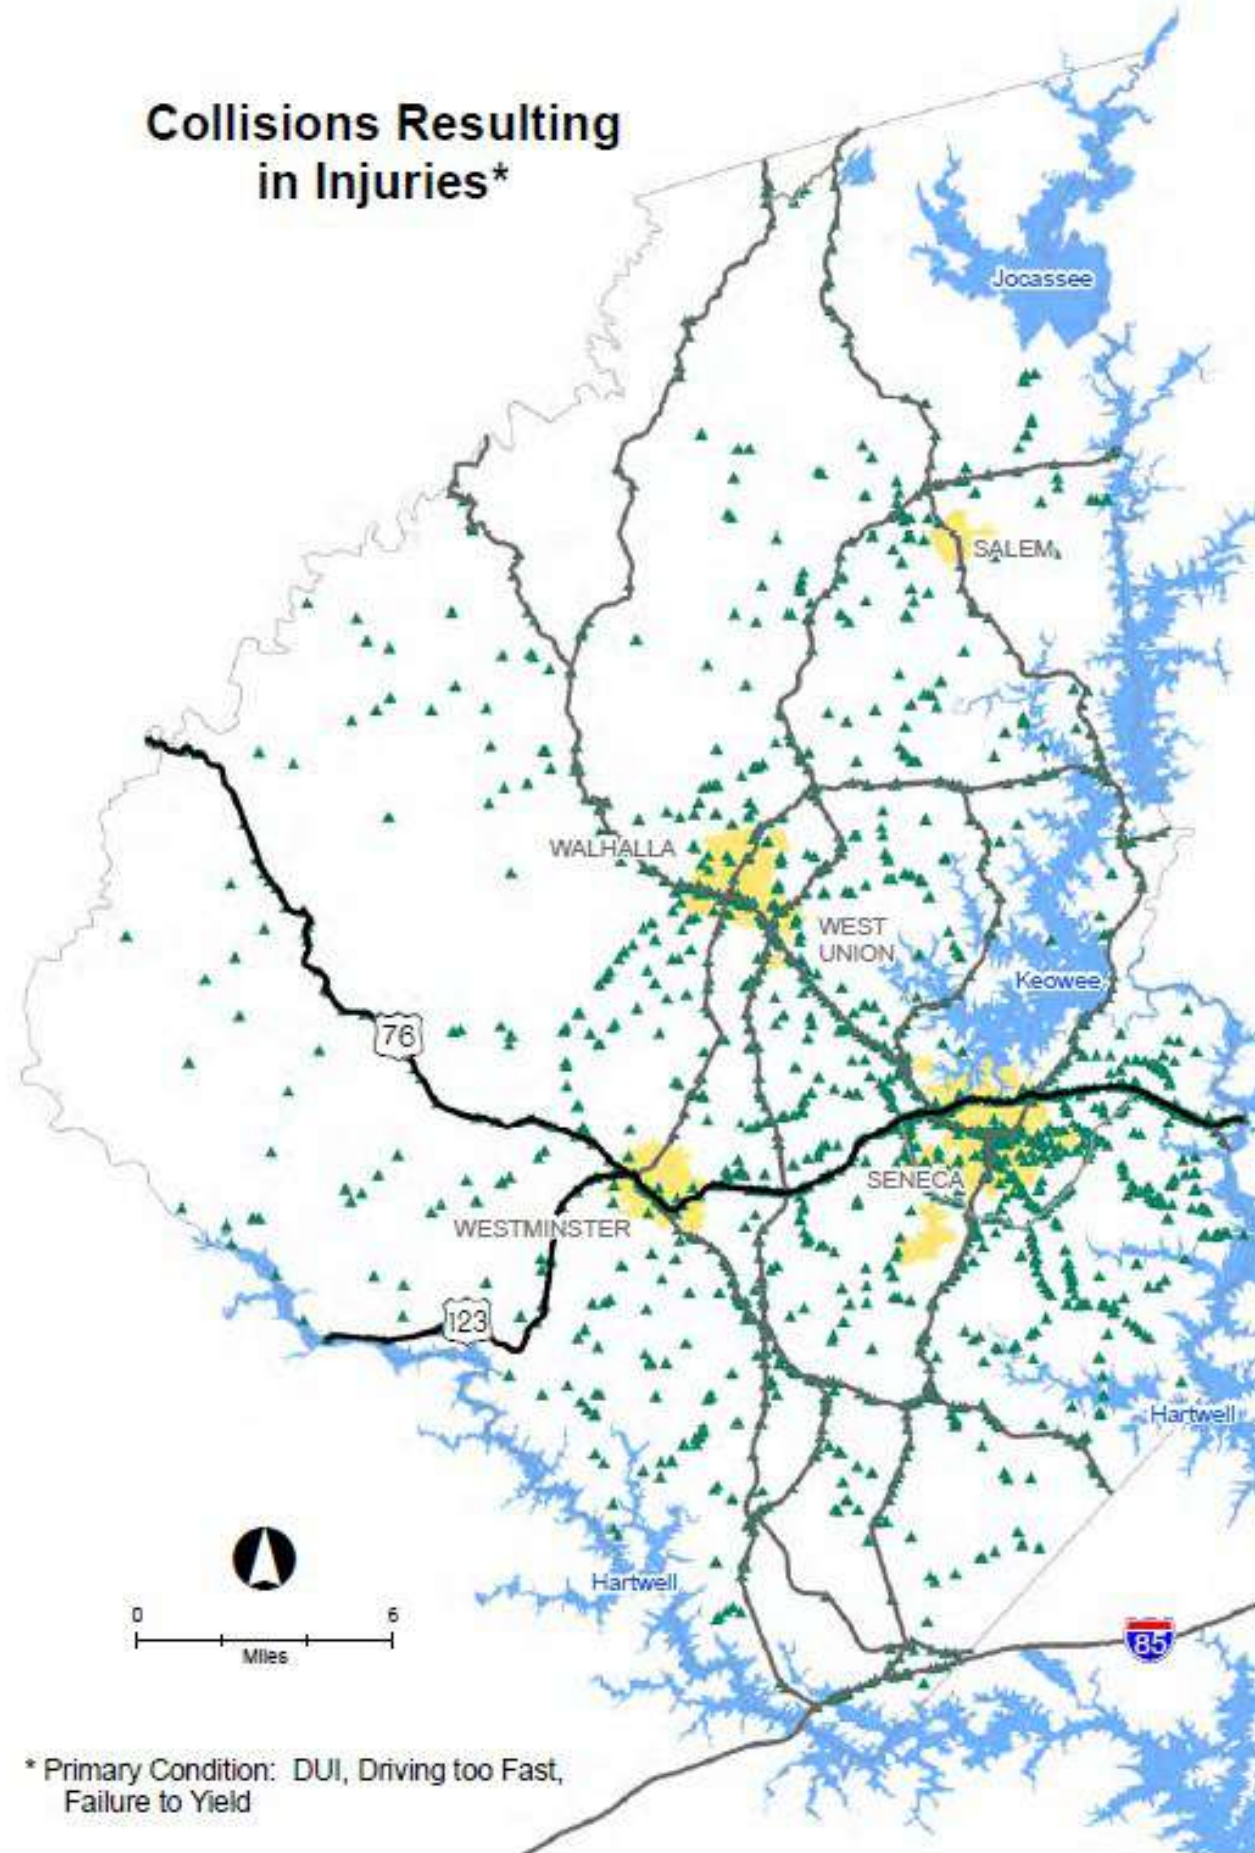 Collisions Resulting
in Injuries*
Jocassee
SALEM
WALHALLA
WEST
UNION
Keowee
76
SENECA
WESTMINSTER
123
Hartwell
Hartwell
0 6
Miles
85
* Primary Condition:  DUI, Driving too Fast,
Failure to Yield